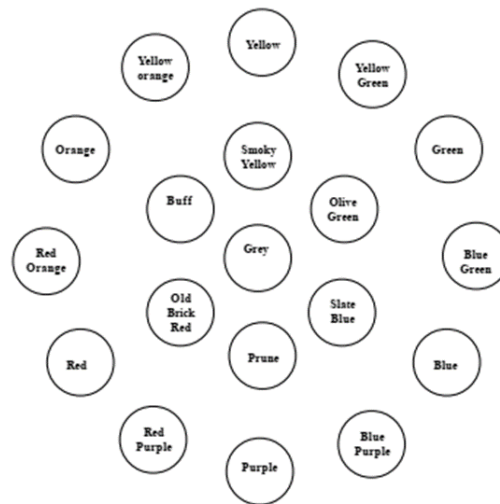 Yellow
Yellow
orange
Yellow
Green
Orange
Smoky
Yellow
Green
Buff
Olive
Green
Red
Orange
Grey
Blue
Green
Old
Brick
Red
Slate
Blue
Red
Prune
Blue
Red
Purple
Blue
Purple
Purple